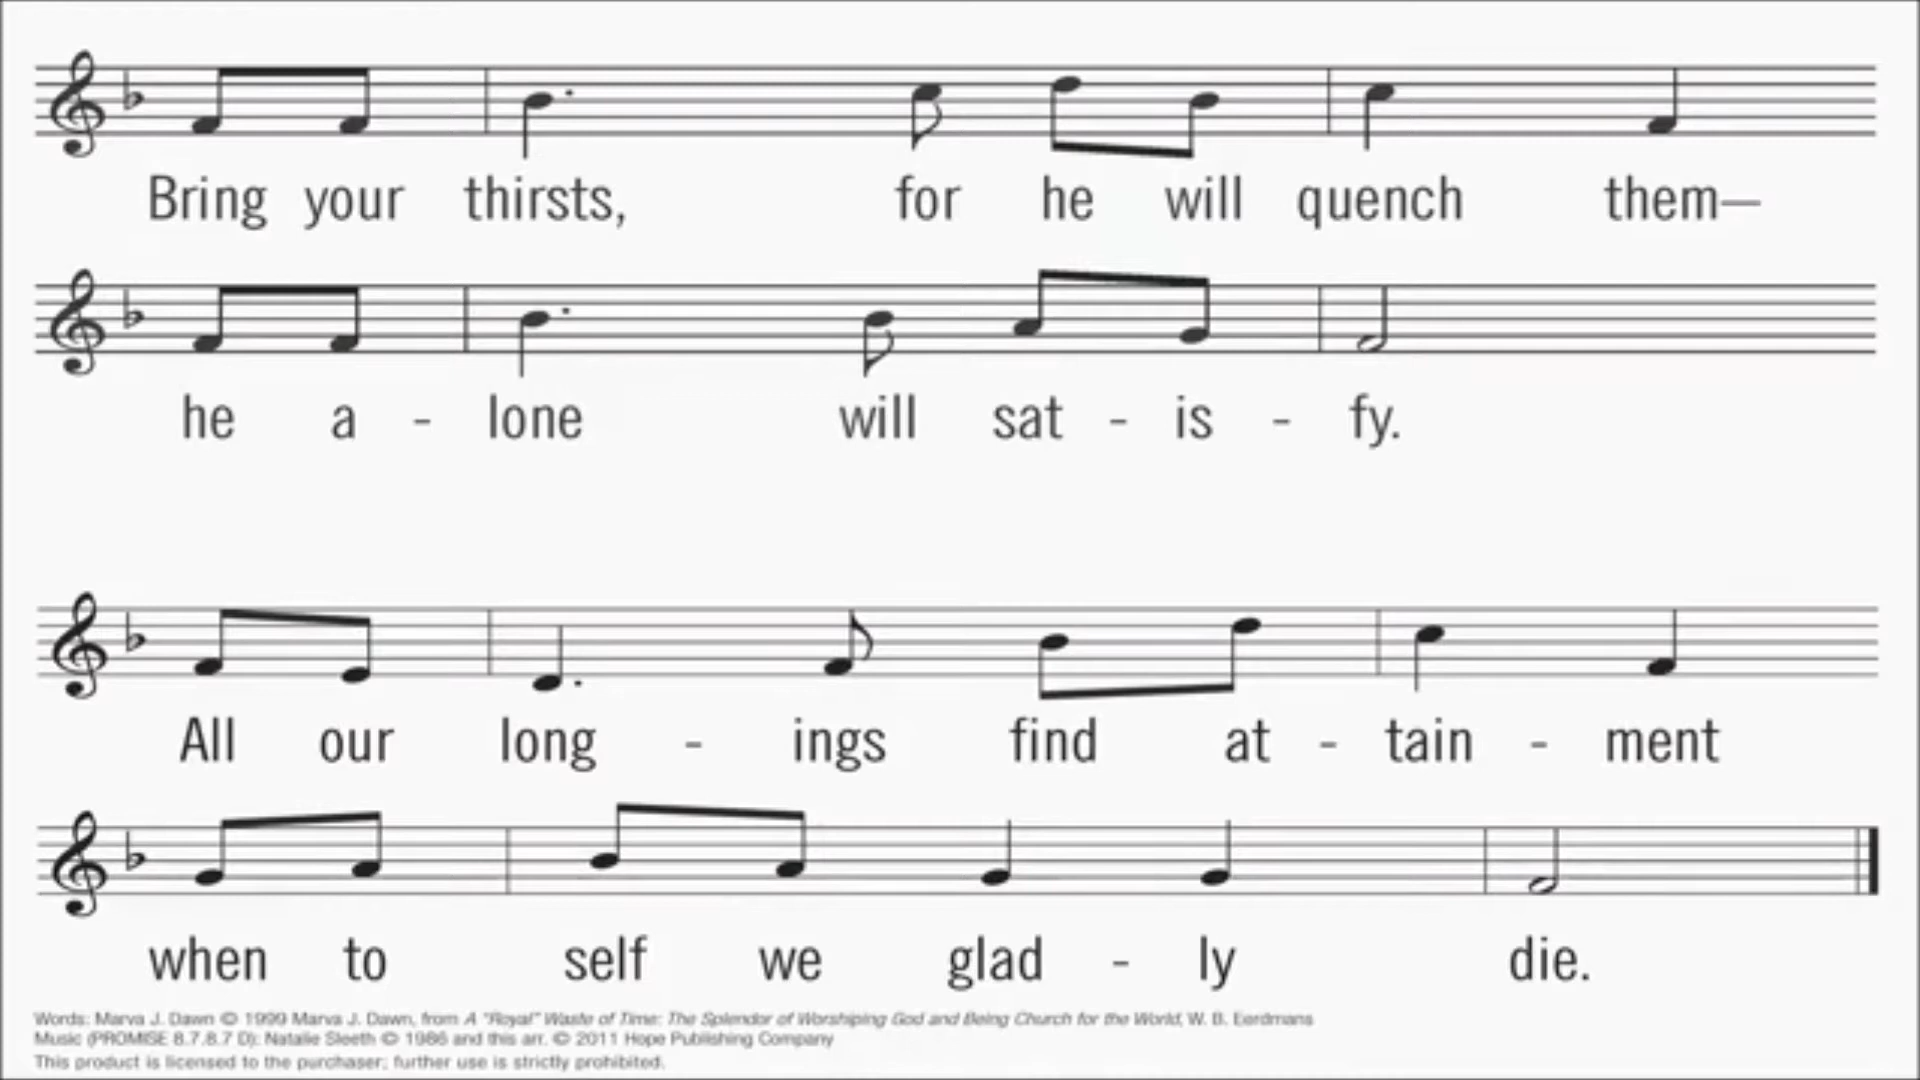 Bring your thirsts, for he will quench them—
he a - lone will sat - is - fy.
All our long - ings find at - tain - ment
when to self we glad - ly die.
Words: Marva J. Dawn © 1999 Marva J. Dawn, from A "Royal" Waste of Time: The Splendor of Worshiping God and Being Church for the World, W. B. Eerdmans
Music (PROMISE 8.7.8.7 D): Natalie Sleeth © 1986 and this arr. © 2011 Hope Publishing Company
This product is licensed to the purchaser; further use is strictly prohibited.